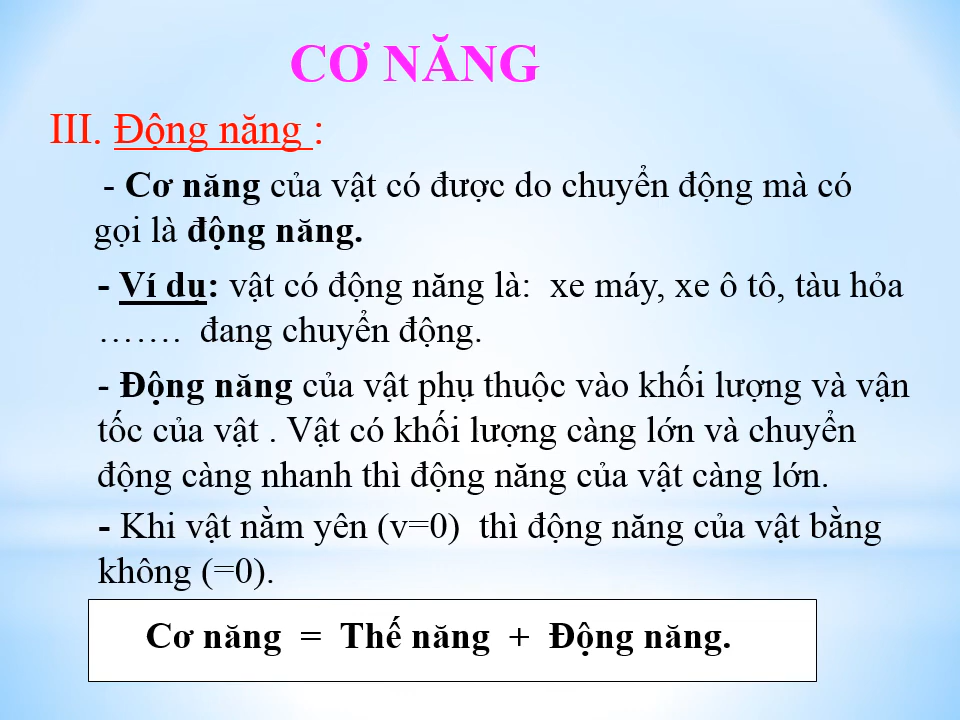 CƠ NĂNG
III. Động năng :
- Cơ năng của vật có được do chuyển động mà có
gọi là động năng.
- Ví dụ: vật có động năng là: xe máy, xe ô tô, tàu hỏa
……. đang chuyển động.
- Động năng của vật phụ thuộc vào khối lượng và vận
tốc của vật . Vật có khối lượng càng lớn và chuyển
động càng nhanh thì động năng của vật càng lớn.
- Khi vật nằm yên (v=0) thì động năng của vật bằng
không (=0).
Cơ năng = Thế năng + Động năng.